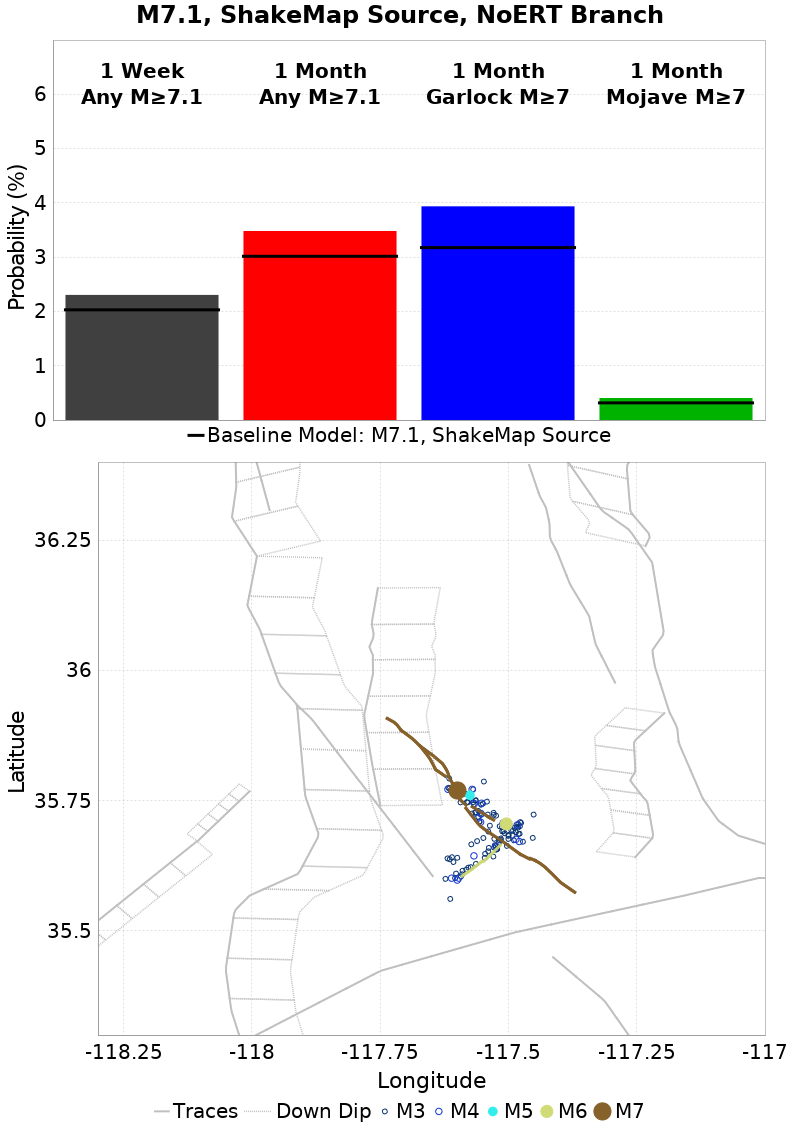 M7.1, ShakeMap Source, NoERT Branch
1 Week
Any M≥7.1
1 Month
Any M≥7.1
1 Month
Garlock M≥7
1 Month
Mojave M≥7
Probability (%)
6
5
4
3
2
1
0
Baseline Model: M7.1, ShakeMap Source
Latitude
36.25
36
35.75
35.5
-118.25 -118 -117.75 -117.5 -117.25 -117
Longitude
Traces Down Dip M3 M4 M5 M6 M7